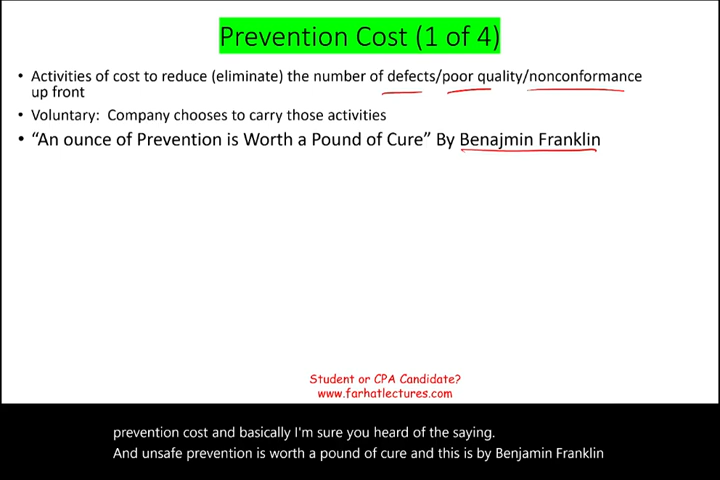 Prevention Cost (1 of 4)
• Activities of cost to reduce (eliminate) the number of defects/poor quality/nonconformance
up front
• Voluntary: Company chooses to carry those activities
• “An ounce of Prevention is Worth a Pound of Cure” By Benajmin Franklin
Student or CPA Candidate?
www.farhatlectures.com
prevention cost and basically I'm sure you heard of the saying.
And unsafe prevention is worth a pound of cure and this is by Benjamin Franklin